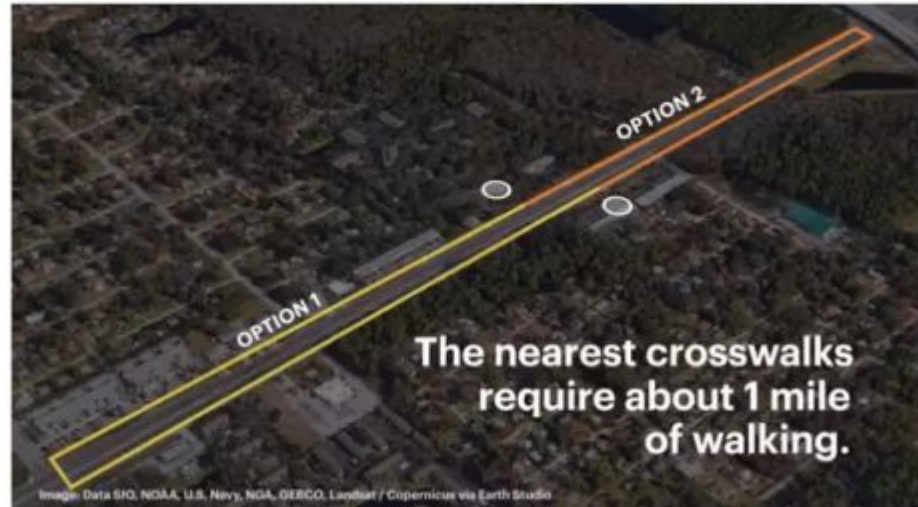 OPTION 2
OPTION 1
The nearest crosswalks
require about 1 mile
of walking.
Image: Data SIO, NOAA, U.S. Navy, NGA, GEBCO, Landsat / Copernicus via Earth Studio